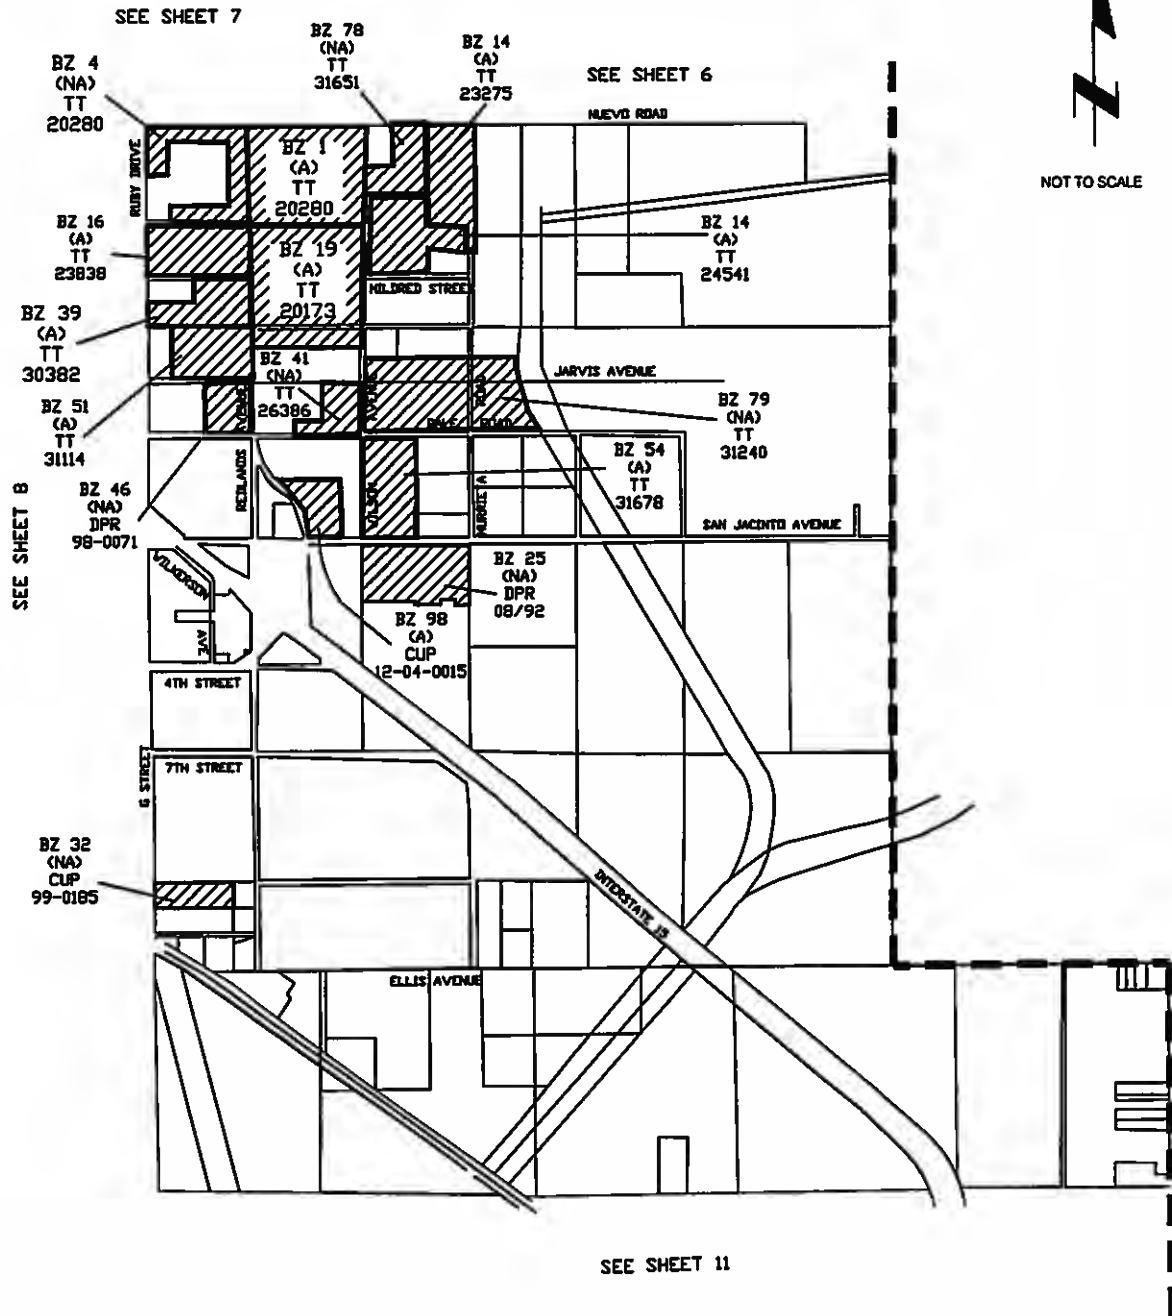 SEE SHEET 7
BZ 78
(NA)
TT
31651
BZ 14
(A)
TT
23275
SEE SHEET 6
BZ 4
(NA)
TT
20280
NUEVO ROAD
NOT TO SCALE
RUBY DRIVE
BZ 1
(A)
TT
20280
BZ 16
(A)
TT
23838
BZ 19
(A)
TT
20173
BZ 14
(A)
TT
24541
MILDRED STREET
BZ 39
(A)
TT
30382
BZ 41
(NA)
TT
26386
JARVIS AVENUE
AVENUE
AVENUE
ROAD
ROAD
BZ 79
(NA)
TT
31240
BZ 51
(A)
TT
31114
BZ 54
(A)
TT
31678
REDLANDS
WILSON
MURRIETA
SEE SHEET 8
BZ 46
(NA)
DPR
98-0071
SAN JACINTO AVENUE
WILKERSON
AVE
BZ 25
(NA)
DPR
08/92
BZ 98
(A)
CUP
12-04-0015
4TH STREET
G STREET
7TH STREET
BZ 32
(NA)
CUP
99-0185
INTERSTATE 15
ELLIS AVENUE
SEE SHEET 11